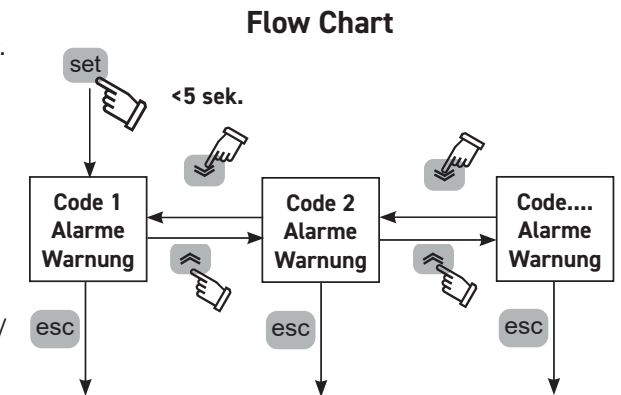 Flow Chart
.
set
<5 sek.
Code 1
Alarme
Warnung
Code 2
Alarme
Warnung
Code....
Alarme
Warnung
/
esc
esc
esc